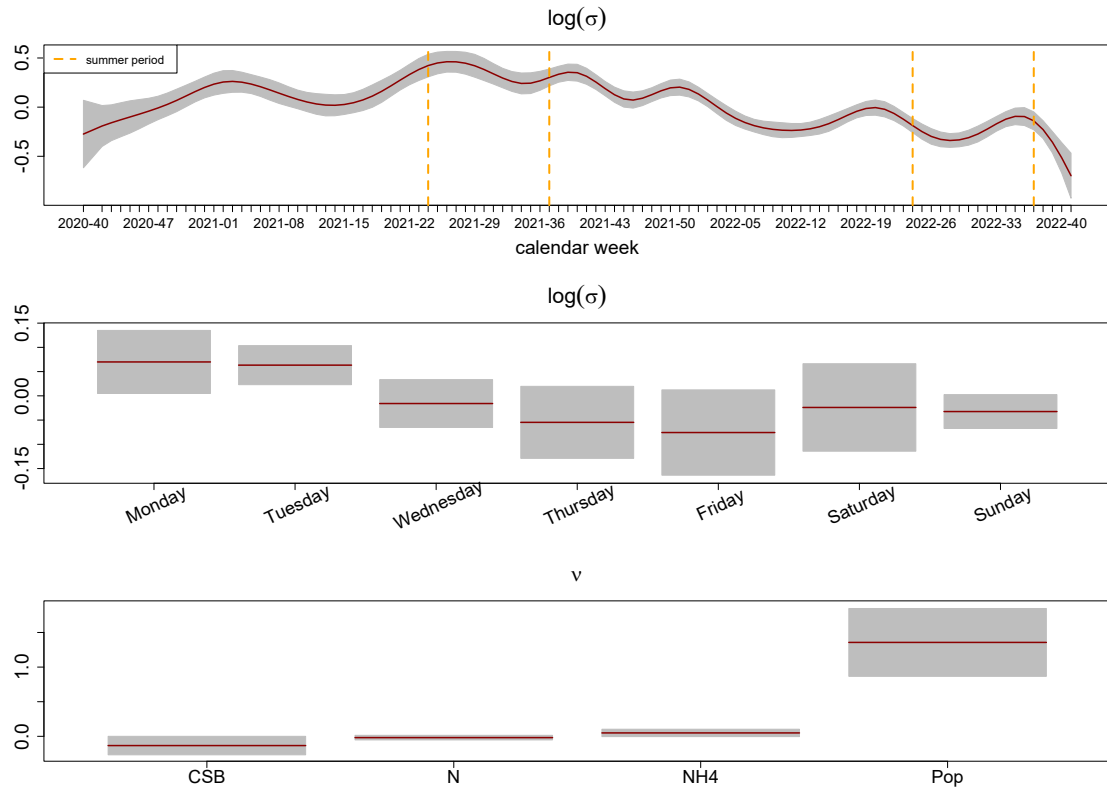 log(σ)
summer period
0.5
0.0
-0.5
2020-40 2020-47 2021-01 2021-08 2021-15 2021-22 2021-29 2021-36 2021-43 2021-50 2022-05 2022-12 2022-19 2022-26 2022-33 2022-40
calendar week
log(σ)
0.15
0.00
-0.15
Monday Tuesday Wednesday Thursday Friday Saturday Sunday
ν
1.0
0.0
CSB N NH4 Pop